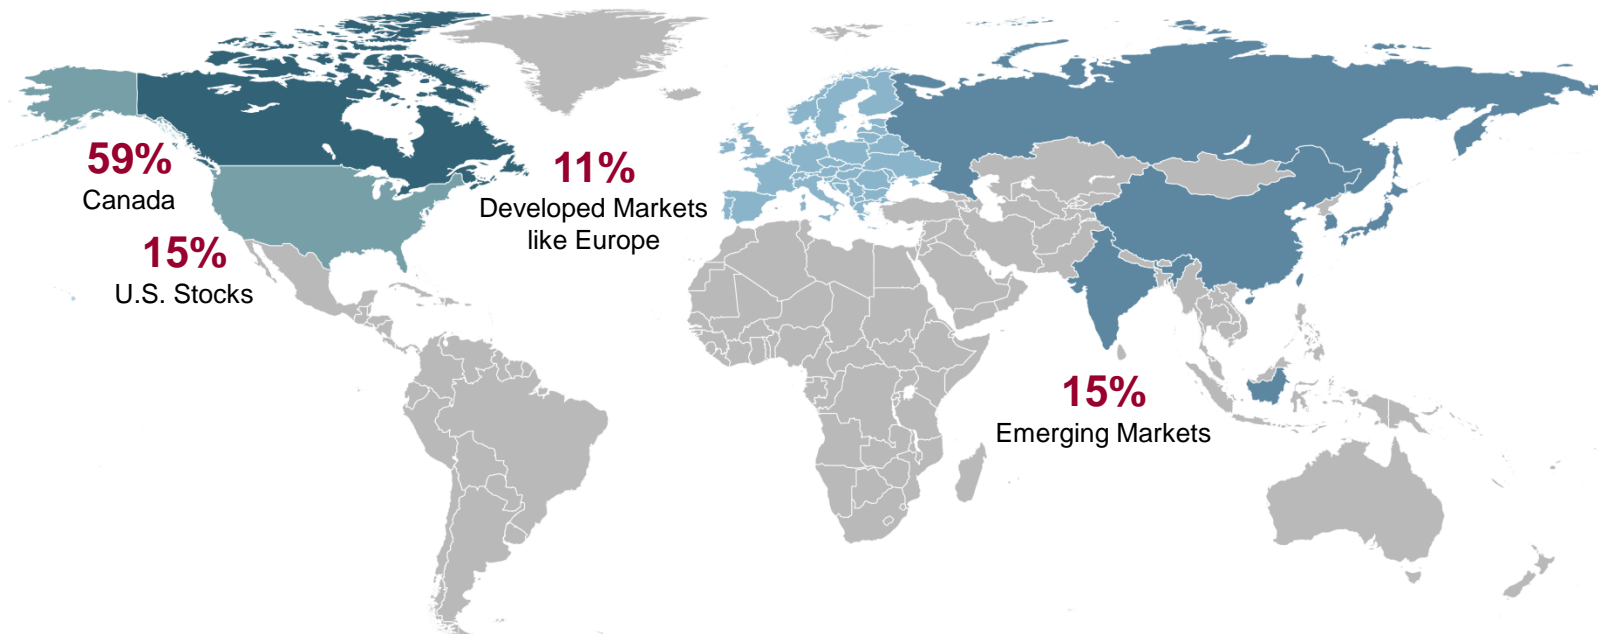 59%
Canada
15%
U.S. Stocks
11%
Developed Markets
like Europe
15%
Emerging Markets